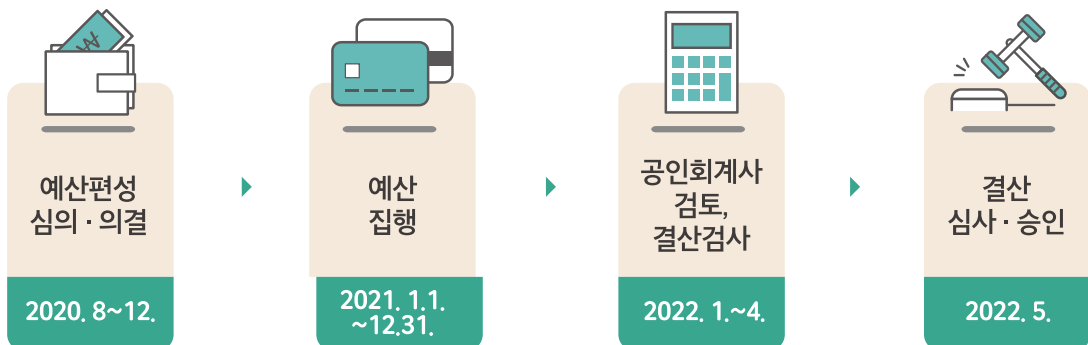 예산편성
심의 · 의결
2020. 8~12.
예산
집행
2021. 1.1.
~12.31.
공인회계사
검토,
결산검사
2022. 1.~4.
결산
심사 · 승인
2022. 5.